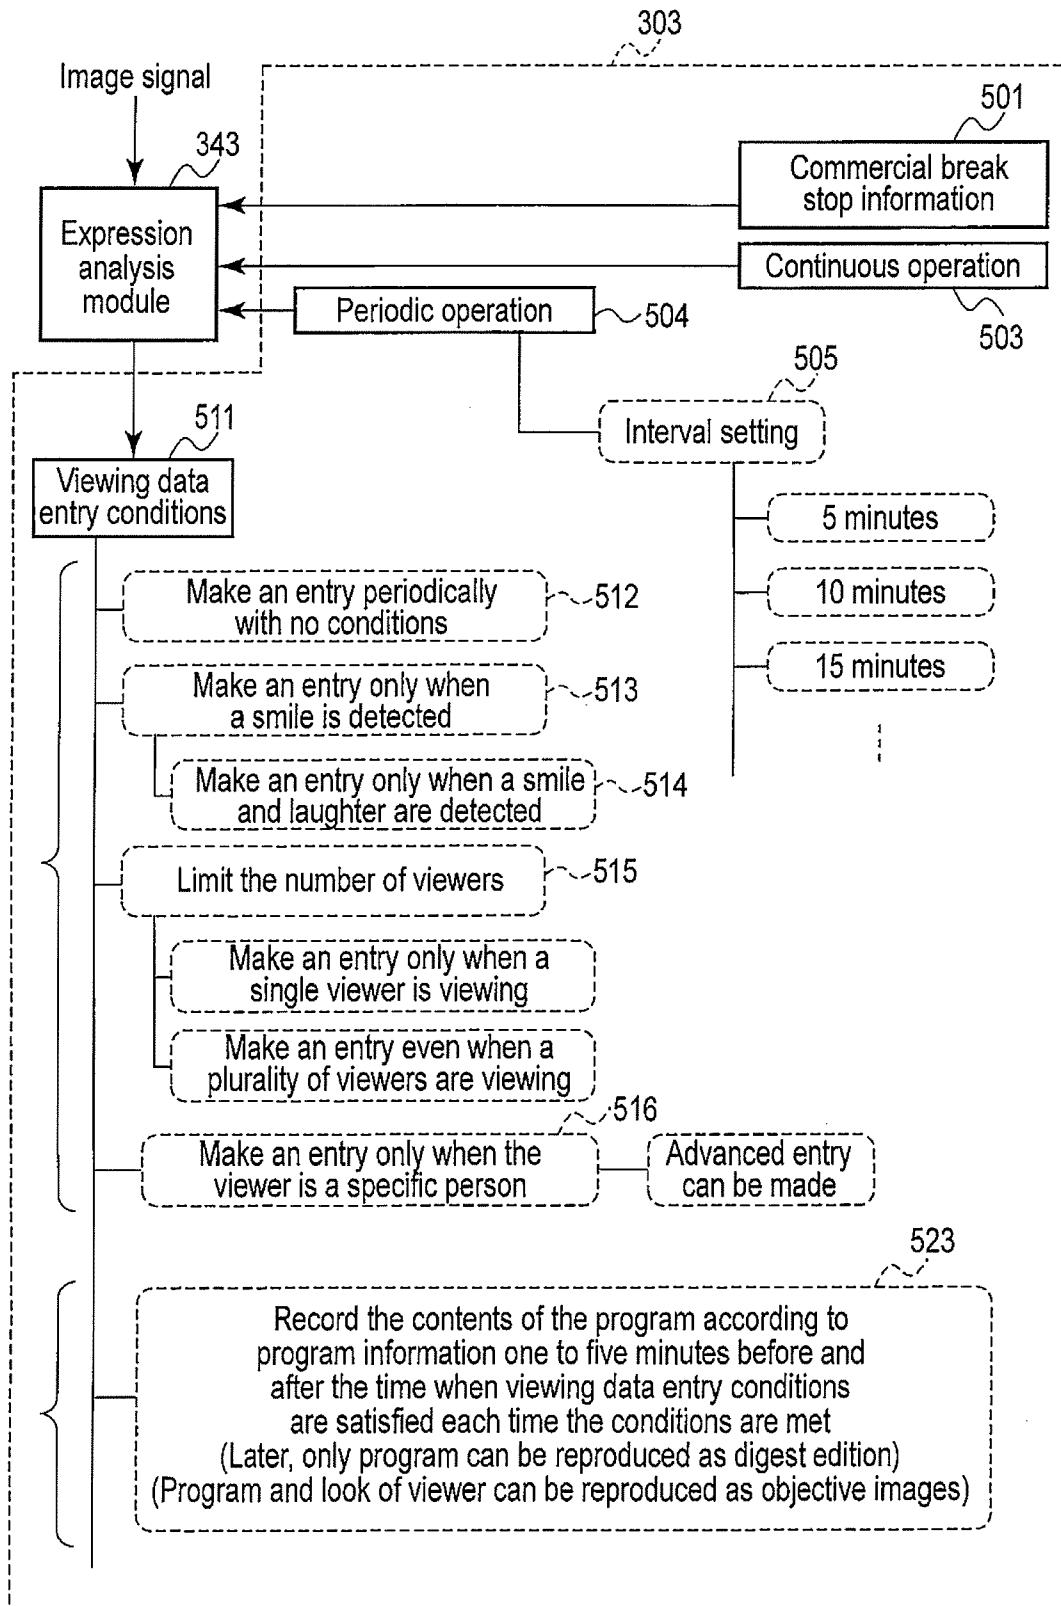 303
Image signal
501
343
Commercial break
stop information
Expression
analysis
module
Continuous operation
Periodic operation
504
503
505
511
Interval setting
Viewing data
entry conditions
5 minutes
Make an entry periodically
with no conditions
512
10 minutes
Make an entry only when
a smile is detected
513
15 minutes
Make an entry only when a smile
and laughter are detected
514
Limit the number of viewers
515
Make an entry only when a
single viewer is viewing
Make an entry even when a
plurality of viewers are viewing
516
Make an entry only when the
viewer is a specific person
Advanced entry
can be made
523
Record the contents of the program according to
program information one to five minutes before and
after the time when viewing data entry conditions
are satisfied each time the conditions are met
(Later, only program can be reproduced as digest edition)
(Program and look of viewer can be reproduced as objective images)